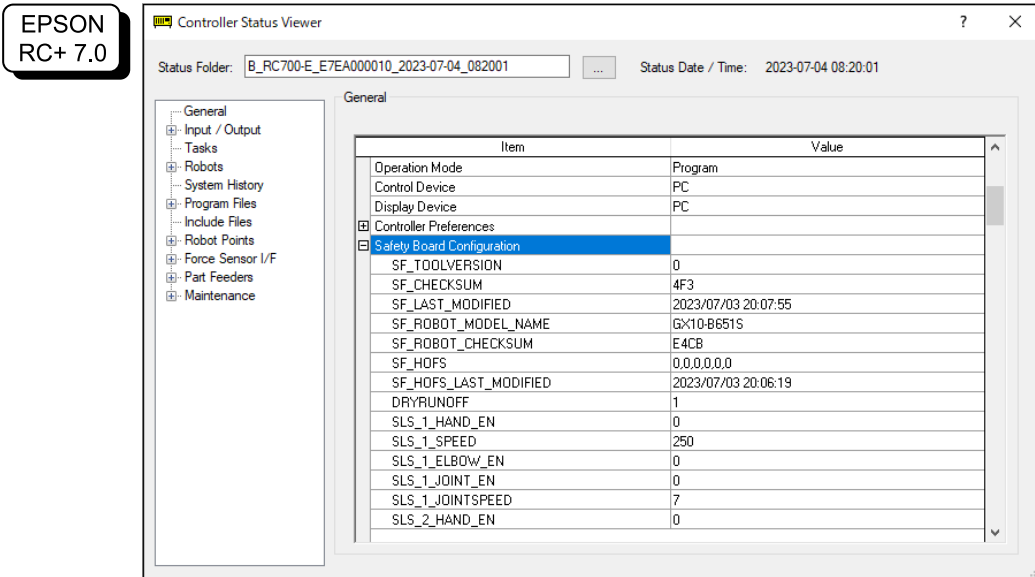 EPSON
RC+ 7.0
Controller Status Viewer
Status Folder: B_RC700-E_E7EA000010_2023-07-04_082001 ... Status Date / Time: 2023-07-04 08:20:01
General
Input / Output
Tasks
Robots
System History
Program Files
Include Files
Robot Points
Force Sensor I/F
Part Feeders
Maintenance
General
Item Value
Operation Mode Program
Control Device PC
Display Device PC
Controller Preferences
Safety Board Configuration
SF_TOOLVERSION 0
SF_CHECKSUM 4F3
SF_LAST_MODIFIED 2023/07/03 20:07:55
SF_ROBOT_MODEL_NAME GX10-B651S
SF_ROBOT_CHECKSUM E4CB
SF_HOFS 0,0,0,0,0,0
SF_HOFS_LAST_MODIFIED 2023/07/03 20:06:19
DRYRUNOFF 1
SLS_1_HAND_EN 0
SLS_1_SPEED 250
SLS_1_ELBOW_EN 0
SLS_1_JOINT_EN 0
SLS_1_JOINTSPEED 7
SLS_2_HAND_EN 0